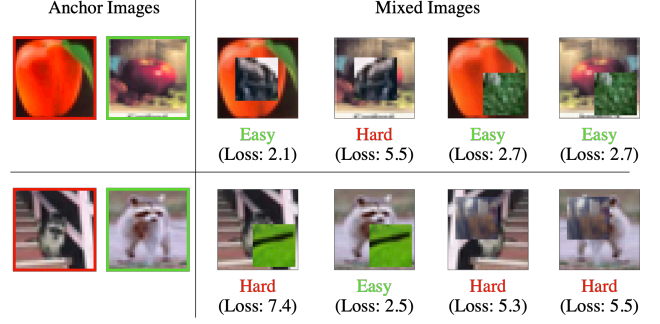 Anchor Images
Mixed Images
Easy
(Loss: 2.1)
Hard
(Loss: 5.5)
Easy
(Loss: 2.7)
Easy
(Loss: 2.7)
Hard
(Loss: 7.4)
Easy
(Loss: 2.5)
Hard
(Loss: 5.3)
Hard
(Loss: 5.5)